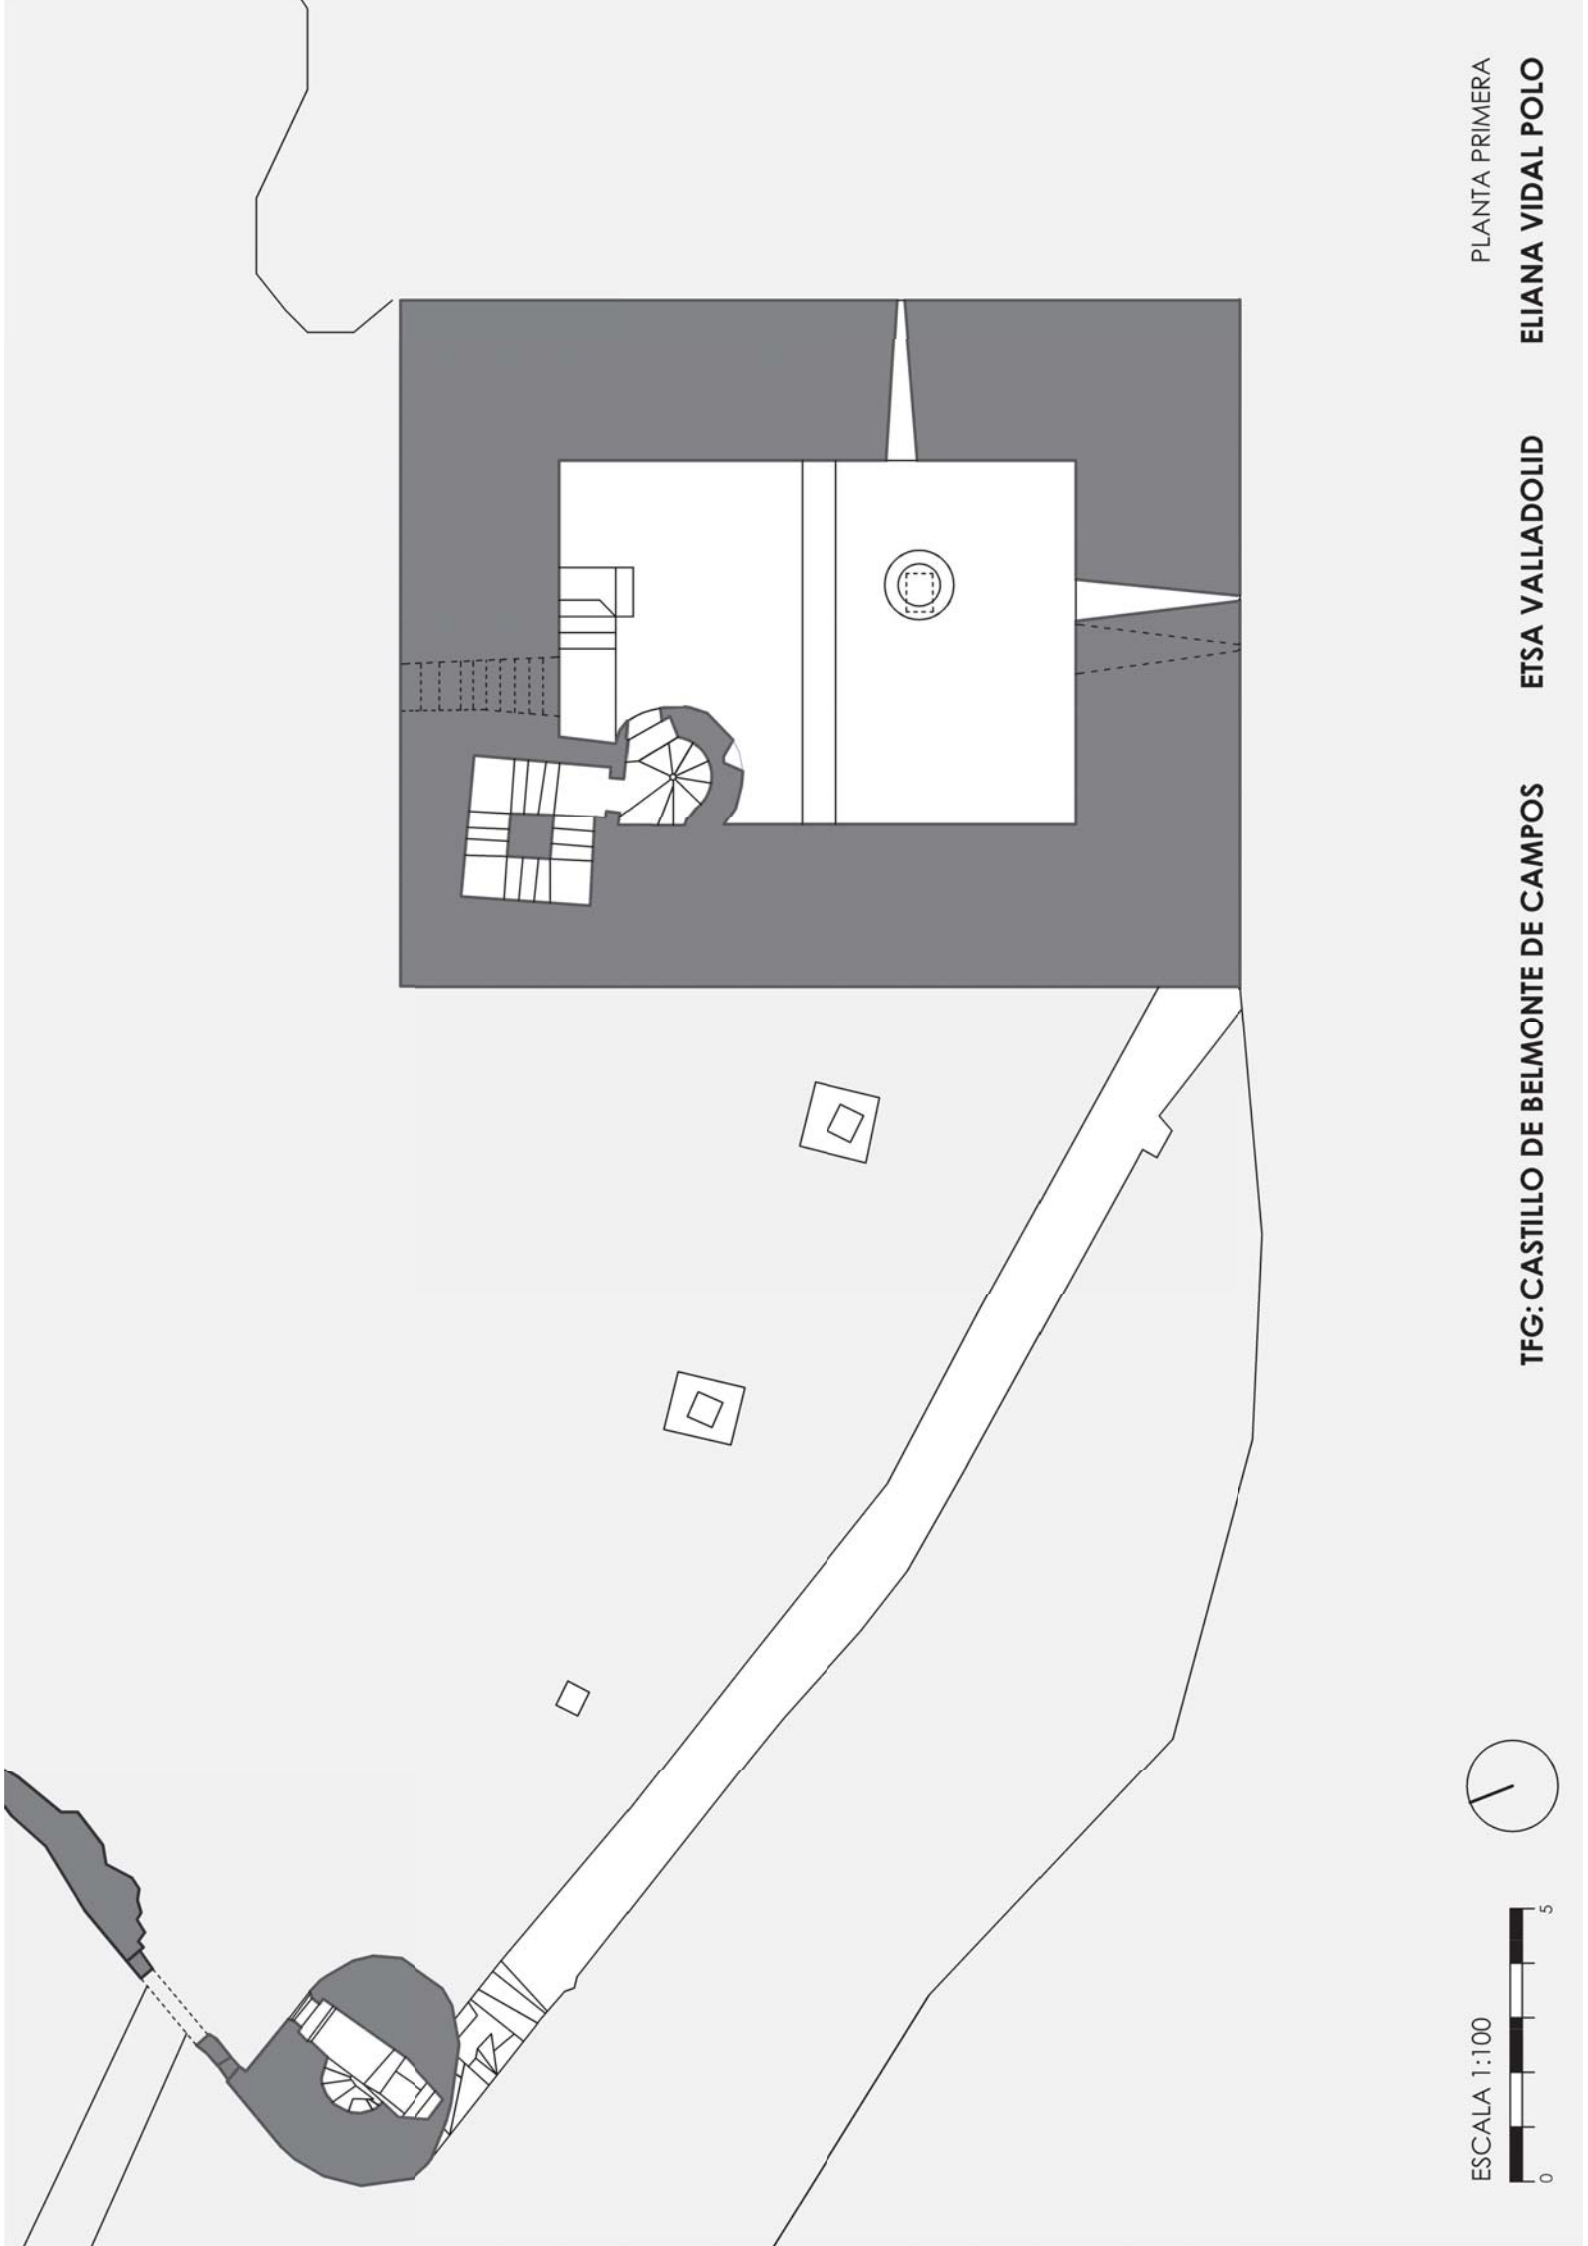 PLANTA PRIMERA
ESCALA 1:100
0 5
TFG: CASTILLO DE BELMONTE DE CAMPOS
ETSA VALLADOLID
ELIANA VIDAL POLO